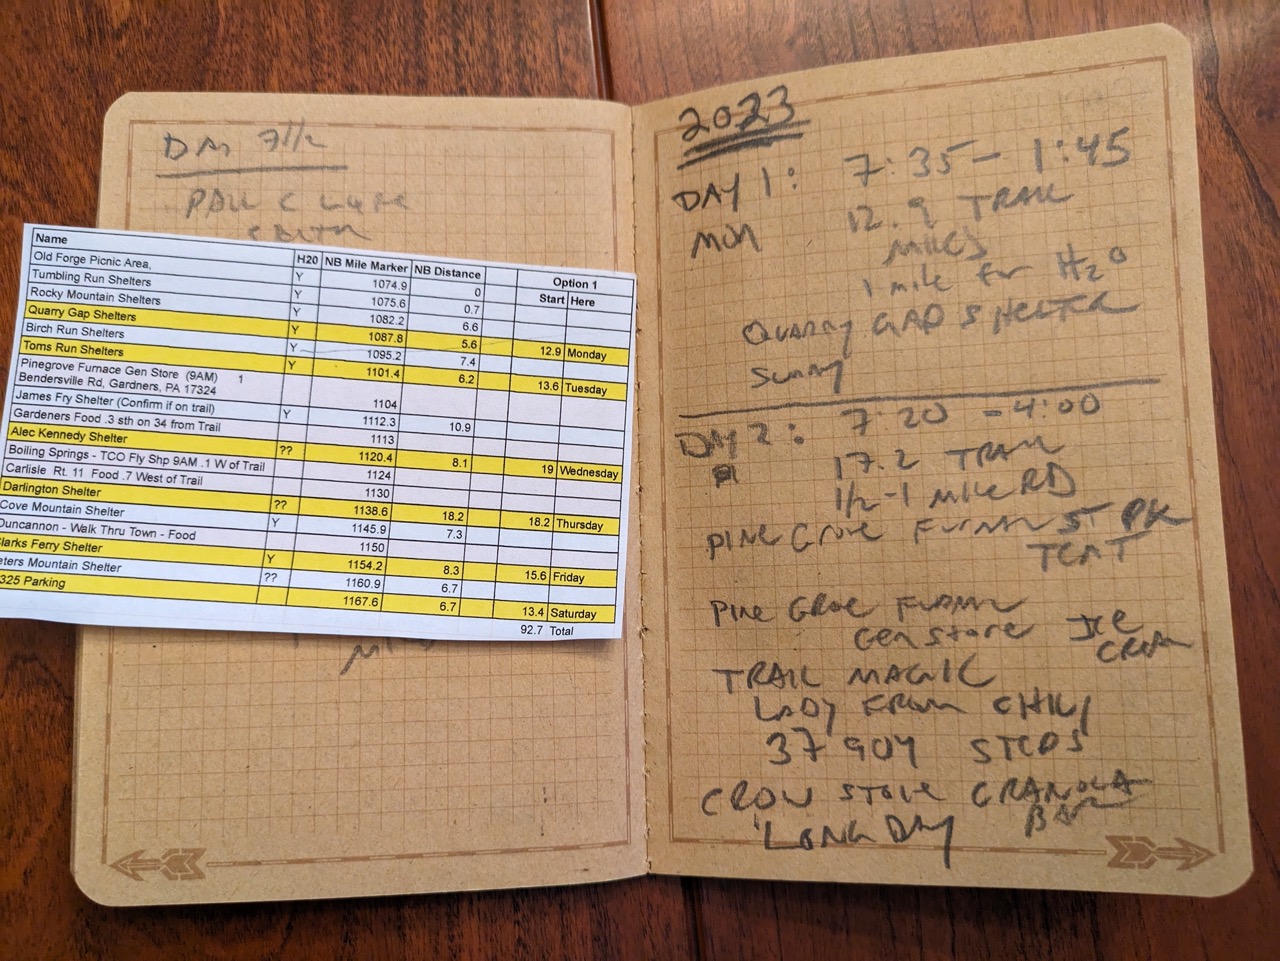 DAY 7 1/2
Name H20 NB Mile Marker NB Distance Option 1
Old Forge Picnic Area, Y 1074.9 0 Start Here
Tumbling Run Shelters Y 1075.6 0.7
Rocky Mountain Shelters Y 1082.2 6.6
Quarry Gap Shelters Y 1087.8 5.6 12.9 Monday
Birch Run Shelters Y 1095.2 7.4
Toms Run Shelters Y 1101.4 6.2 13.6 Tuesday
Pinegrove Furnace Gen Store (9AM) 1
Bendersville Rd, Gardners, PA 17324 1104
James Fry Shelter (Confirm if on trail) Y 1112.3 10.9
Gardeners Food .3 sth on 34 from Trail 1113
Alec Kennedy Shelter ?? 1120.4 8.1 19 Wednesday
Boiling Springs - TCO Fly Shp 9AM .1 W of Trail 1124
Carlisle Rt. 11 Food .7 West of Trail 1130
Darlington Shelter ?? 1138.6 18.2 18.2 Thursday
Cove Mountain Shelter Y 1145.9 7.3
Duncannon - Walk Thru Town - Food 1150
larks Ferry Shelter Y 1154.2 8.3 15.6 Friday
eters Mountain Shelter ?? 1160.9 6.7
325 Parking 1167.6 6.7 13.4 Saturday
92.7 Total
2023
DAY 1: 7:35 - 1:45
MON 12.9 TRAIL
MILES
1 mile for H2O
QUARRY GAP SHELTER
SUNNY
DAY 2: 7:20 - 4:00
17.2 TRAIL
1/2-1 MILE RD
PINE GROVE FURNACE ST PK
TENT
PINE GROVE FURNACE
GEN STORE ICE
CREAM
TRAIL MAGIC
LADY FROM CHILI
37904 STEPS
CROW STOLE GRANOLA
BAR
LONG DAY